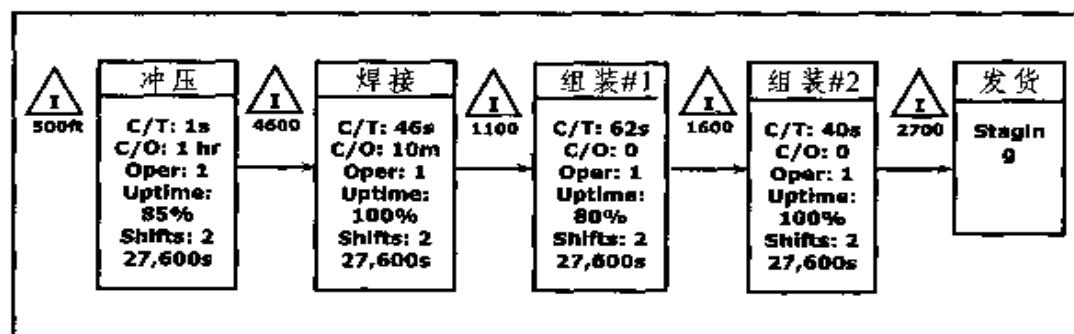 冲压
焊接
组装#1
组装#2
发货
I
500ft
I
4600
I
1100
I
1600
I
2700
C/T: 1s
C/O: 1 hr
Oper: 1
Uptime:
85%
Shifts: 2
27,600s
C/T: 46s
C/O: 10m
Oper: 1
Uptime:
100%
Shifts: 2
27,600s
C/T: 62s
C/O: 0
Oper: 1
Uptime:
80%
Shifts: 2
27,600s
C/T: 40s
C/O: 0
Oper: 1
Uptime:
100%
Shifts: 2
27,600s
Stagin
g